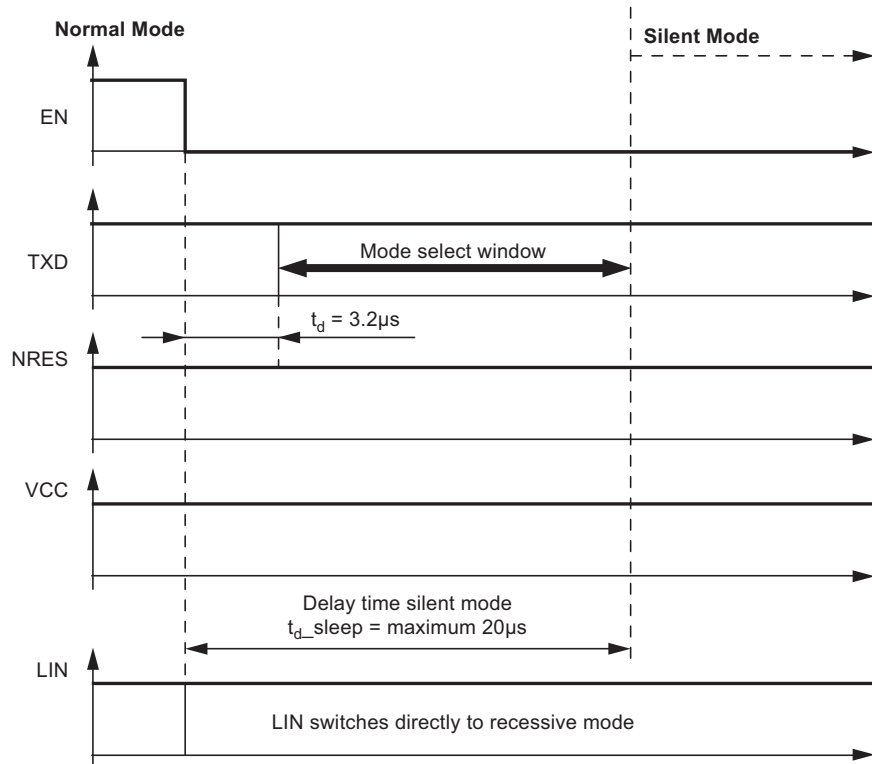 Normal Mode
Silent Mode
EN
TXD
Mode select window
t_d = 3.2µs
NRES
VCC
Delay time silent mode
t_d_sleep = maximum 20µs
LIN
LIN switches directly to recessive mode